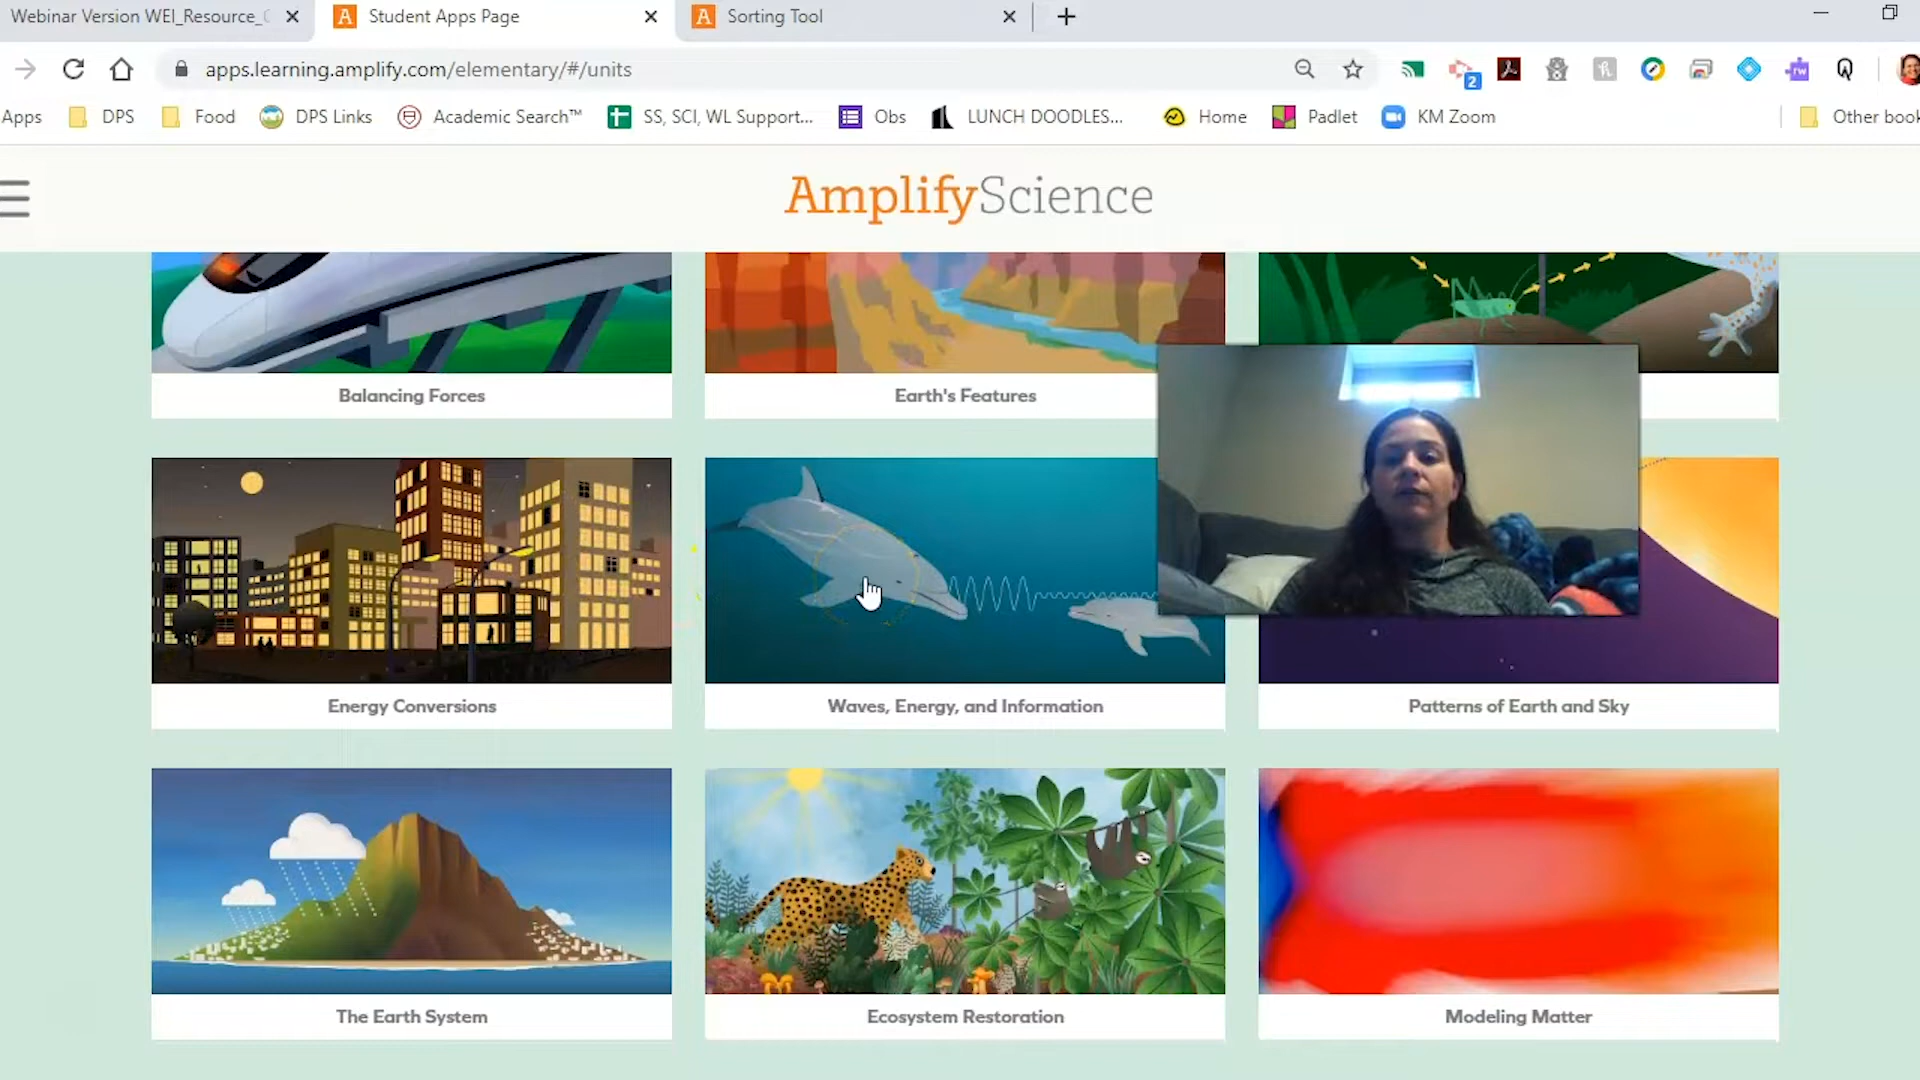 Webinar Version WEI_Resource_
Student Apps Page
Sorting Tool
apps.learning.amplify.com/elementary/#/units
2
rw
Apps
DPS
Food
DPS Links
Academic Search™
SS, SCI, WL Support...
Obs
LUNCH DOODLES...
Home
Padlet
KM Zoom
Other book
AmplifyScience
Balancing Forces
Earth's Features
Energy Conversions
Waves, Energy, and Information
Patterns of Earth and Sky
The Earth System
Ecosystem Restoration
Modeling Matter